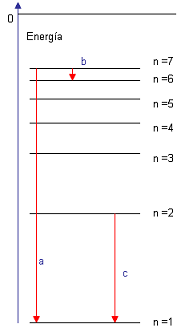 0
Energía
n =7
b
n =6
n =5
n =4
n =3
n =2
a
c
n =1